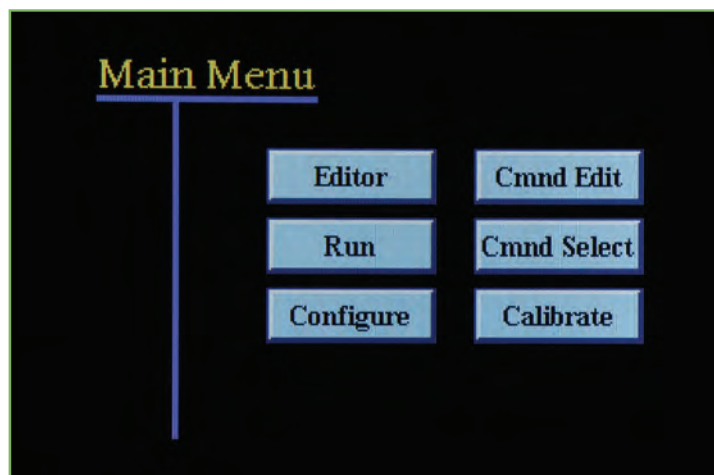 Main Menu
Editor
Cmnd Edit
Run
Cmnd Select
Configure
Calibrate